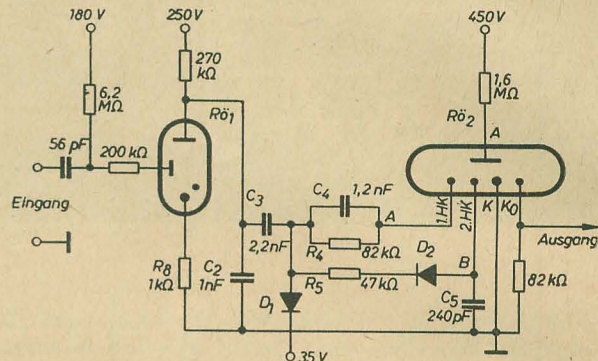 180 V
250 V
450 V
6,2
MΩ
270
kΩ
1,6
MΩ
Rö1
Rö2
A
56 pF
200 kΩ
Eingang
C3
2,2nF
C4
1,2 nF
A
1.HK
2.HK
K
K0
Ausgang
R4
82 kΩ
D2
B
R8
1kΩ
C2
1nF
R5
47 kΩ
D1
C5
240 pF
82 kΩ
35 V